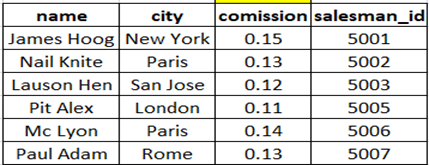 name city comission salesman_id
James Hoog New York 0.15 5001
Nail Knite Paris 0.13 5002
Lauson Hen San Jose 0.12 5003
Pit Alex London 0.11 5005
Mc Lyon Paris 0.14 5006
Paul Adam Rome 0.13 5007